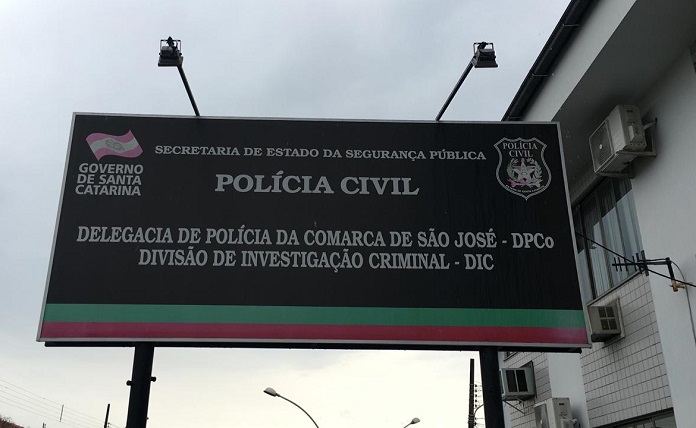 GOVERNO
DE SANTA
CATARINA
SECRETARIA DE ESTADO DA SEGURANÇA PÚBLICA
POLÍCIA CIVIL
POLÍCIA
CIVIL
DELEGACIA DE POLÍCIA DA COMARCA DE SÃO JOSÉ - DPCo
DIVISÃO DE INVESTIGAÇÃO CRIMINAL - DIC